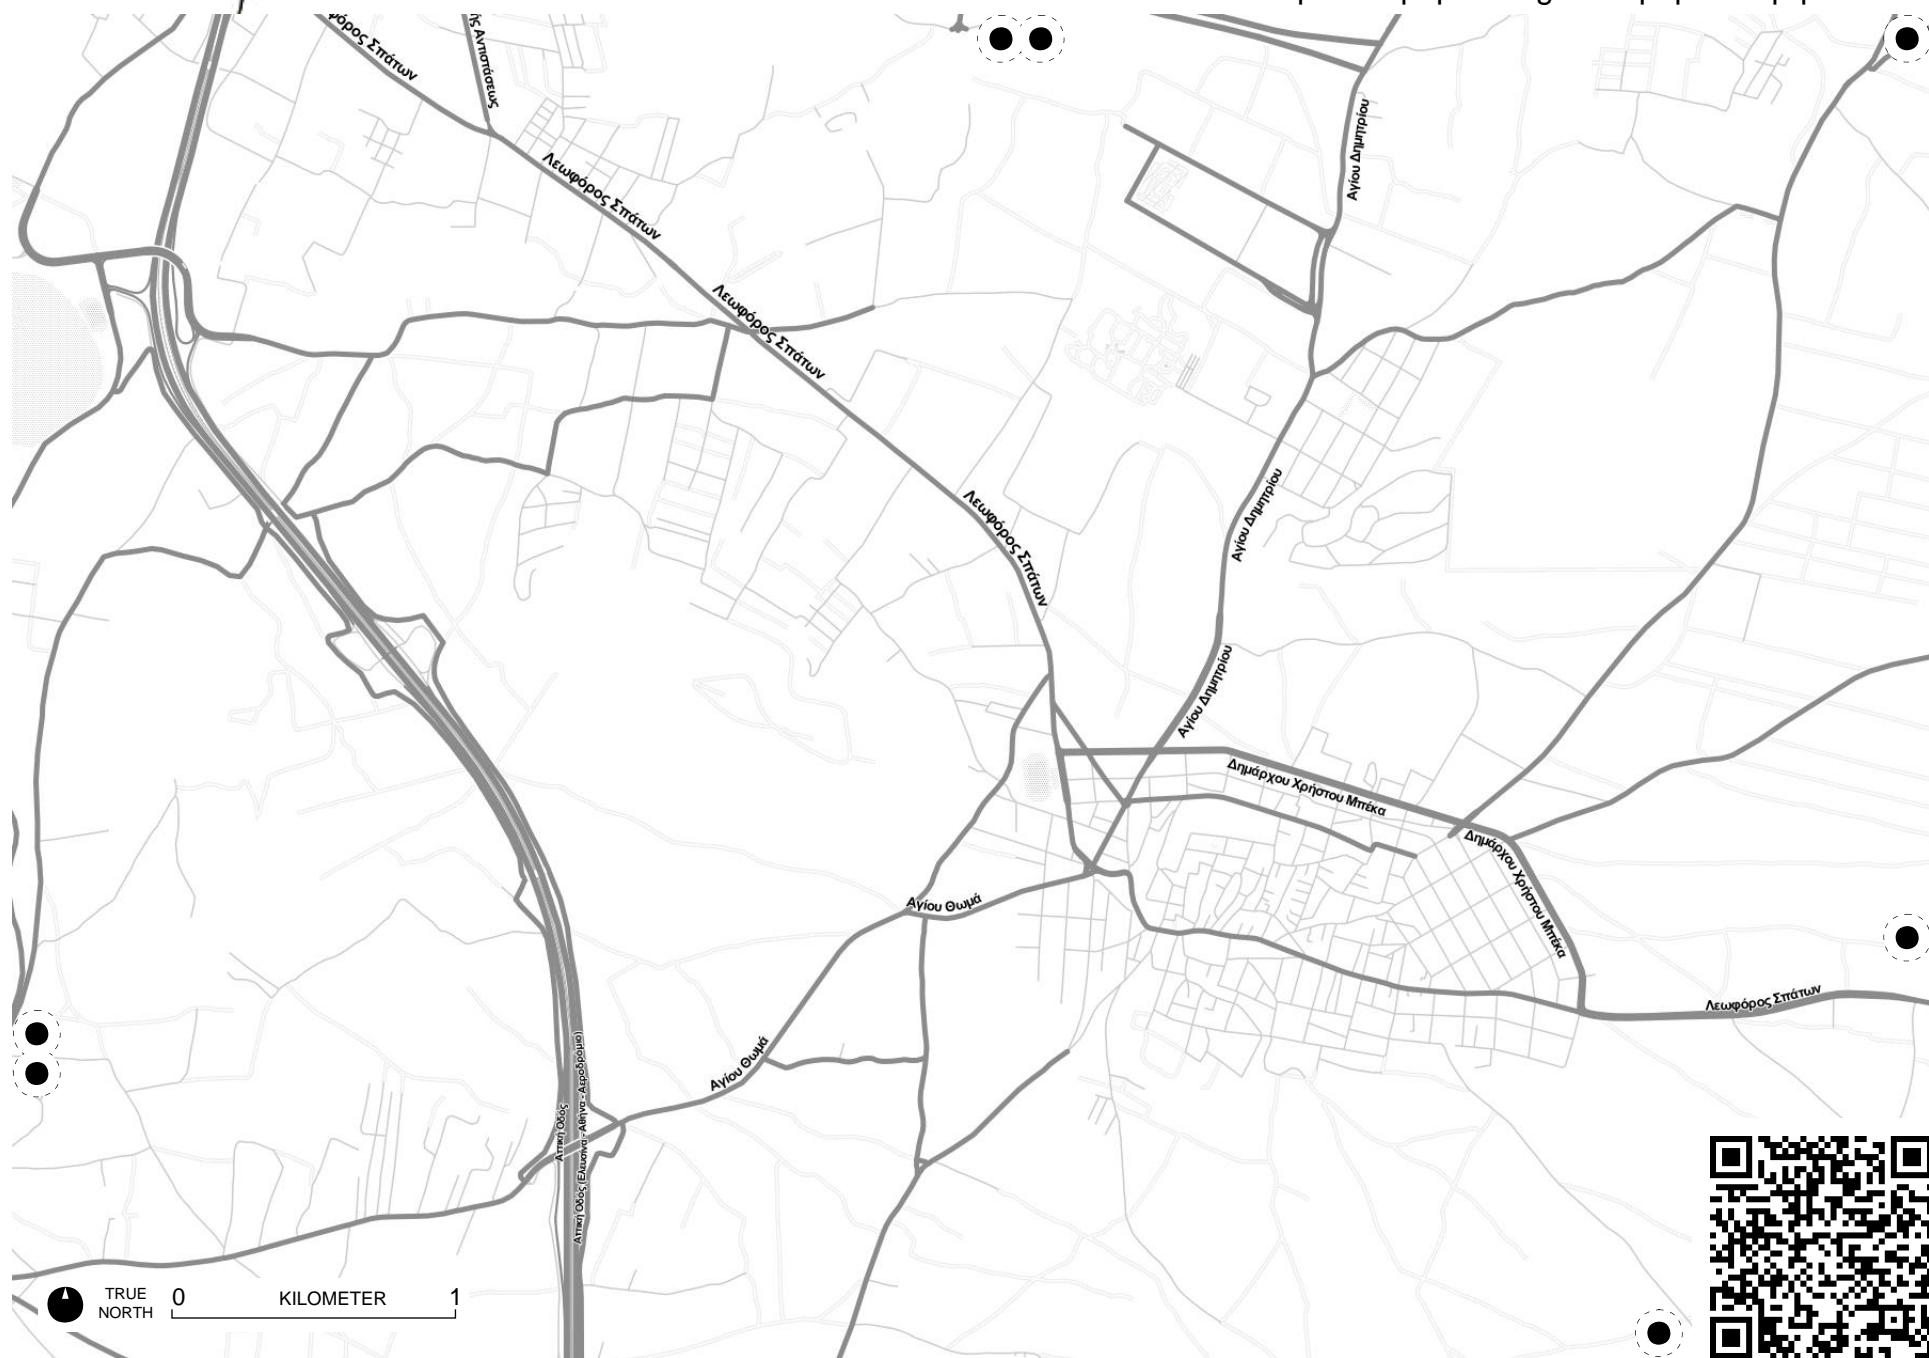 Λεωφόρος Σπάτων
Λεωφόρος Σπάτων
Αγίου Δημητρίου
Λεωφόρος Σπάτων
Αγίου Δημητρίου
Λεωφόρος Σπάτων
Αγίου Δημητρίου
Δημάρχου Χρήστου Μπέκα
Δημάρχου Χρήστου Μπέκα
Αγίου Θωμά
Λεωφόρος Σπάτων
Αγίου Θωμά
Αττική Οδός
Αττική Οδός (Ελευσίνα - Αθήνα - Αεροδρόμιο)
TRUE
NORTH
0 KILOMETER 1